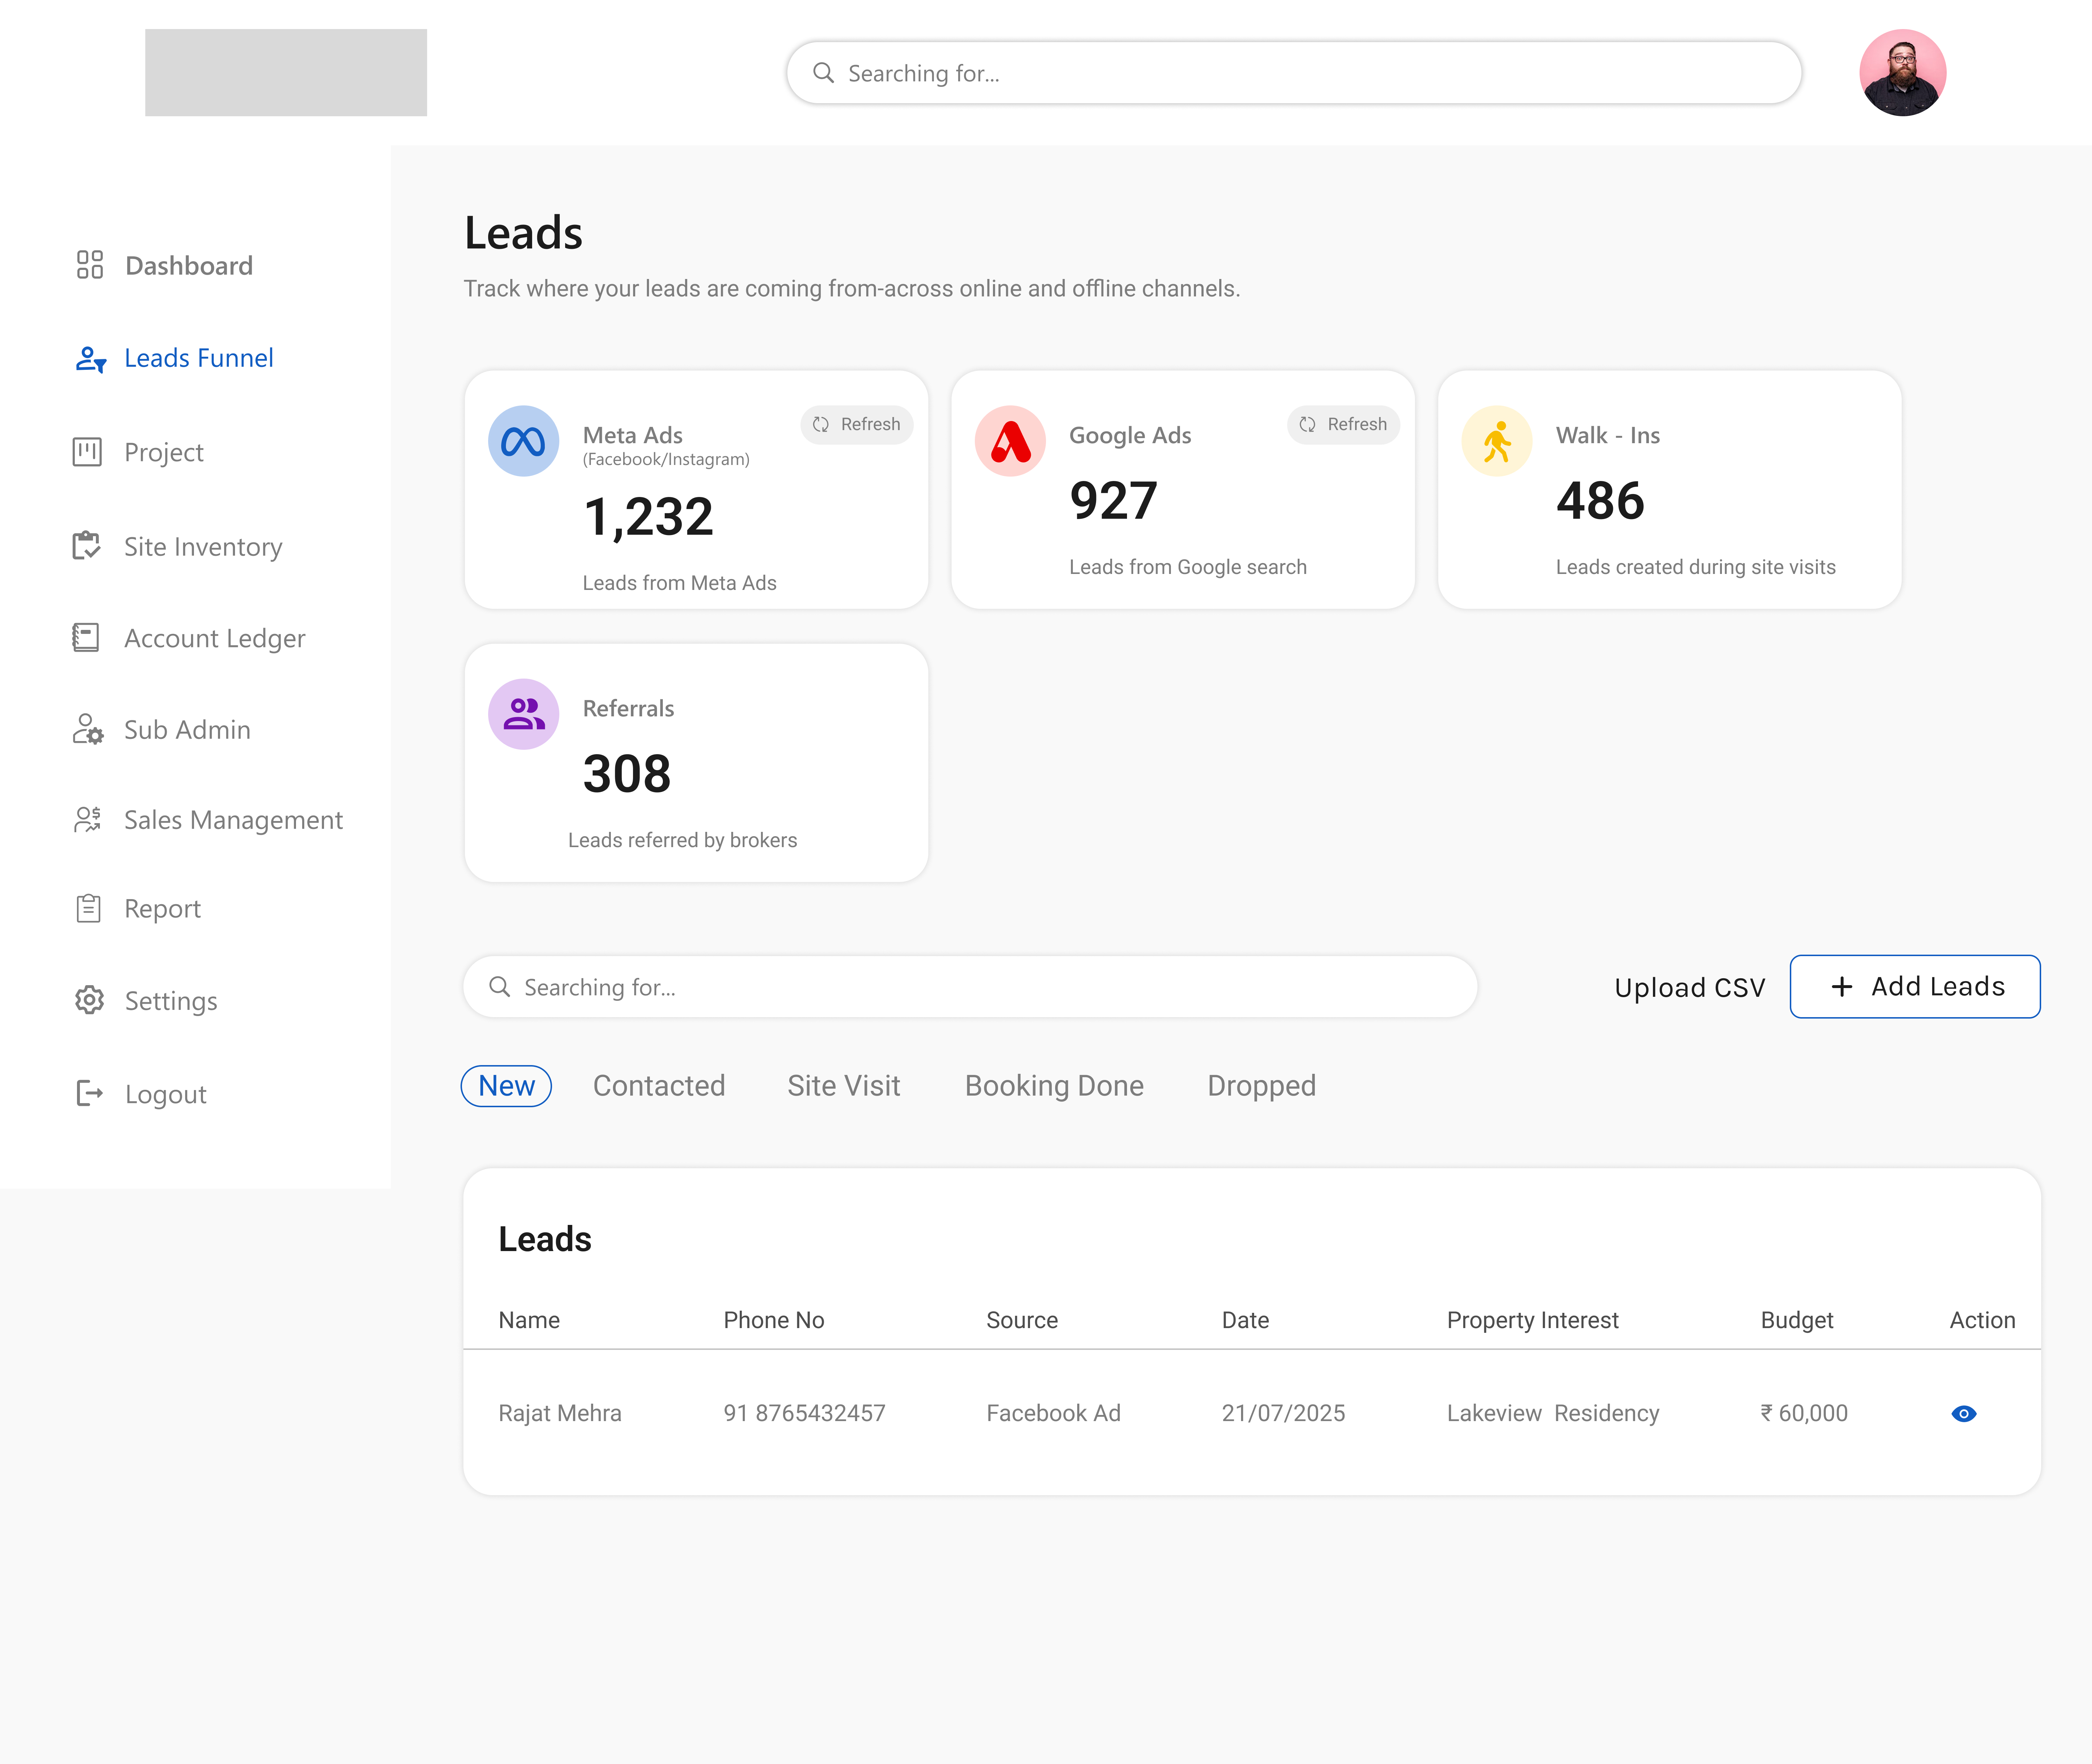 Searching for...
Dashboard
Leads Funnel
Project
Site Inventory
Account Ledger
Sub Admin
Sales Management
Report
Settings
Logout
Leads
Track where your leads are coming from-across online and offline channels.
Meta Ads
(Facebook/Instagram)
Refresh
1,232
Leads from Meta Ads
Google Ads
Refresh
927
Leads from Google search
Walk - Ins
486
Leads created during site visits
Referrals
308
Leads referred by brokers
Searching for...
Upload CSV
+ Add Leads
New Contacted Site Visit Booking Done Dropped
Leads
Name Phone No Source Date Property Interest Budget Action
Rajat Mehra 91 8765432457 Facebook Ad 21/07/2025 Lakeview Residency ₹ 60,000